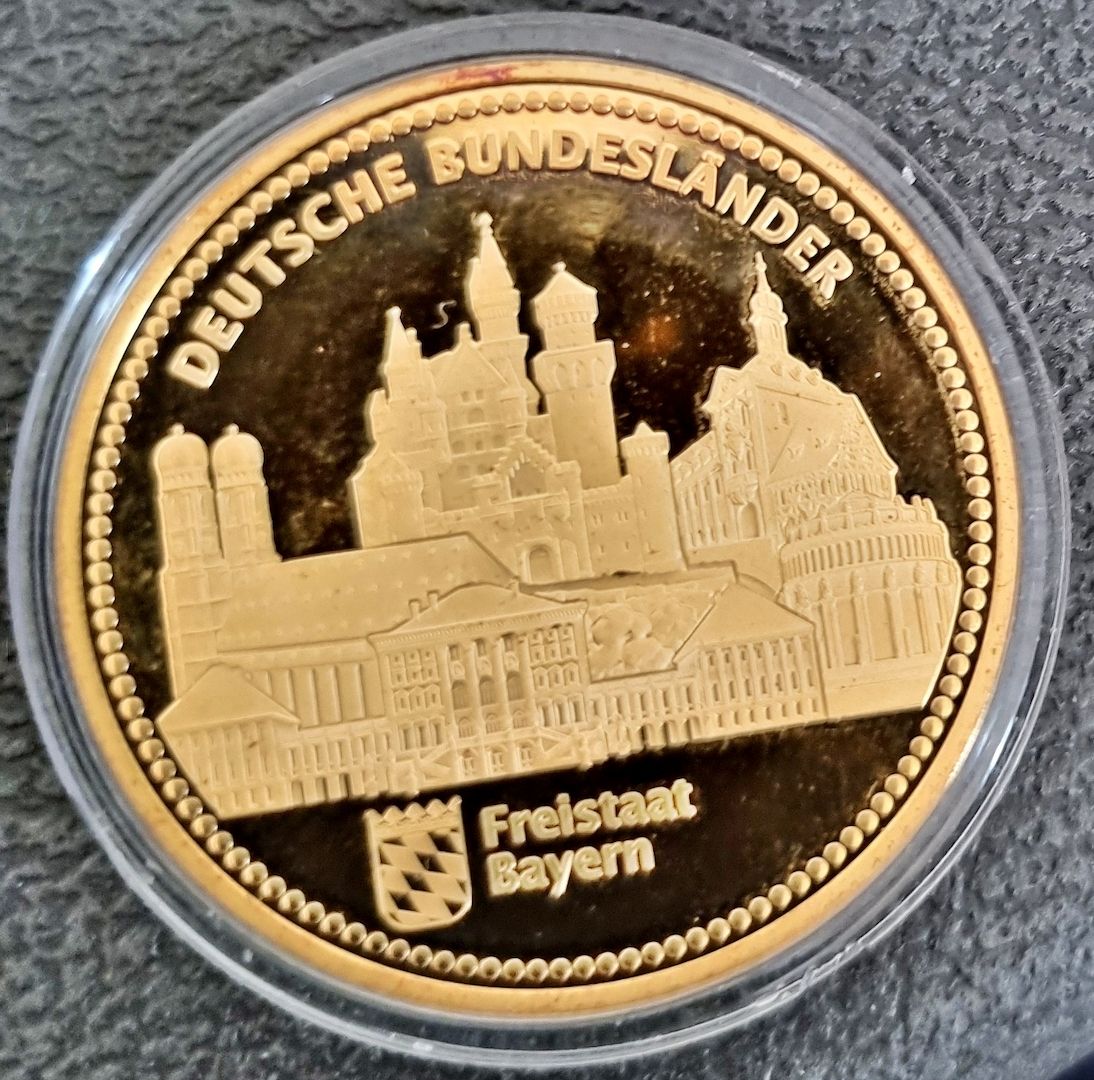 DEUTSCHE BUNDESLÄNDER
Freistaat
Bayern